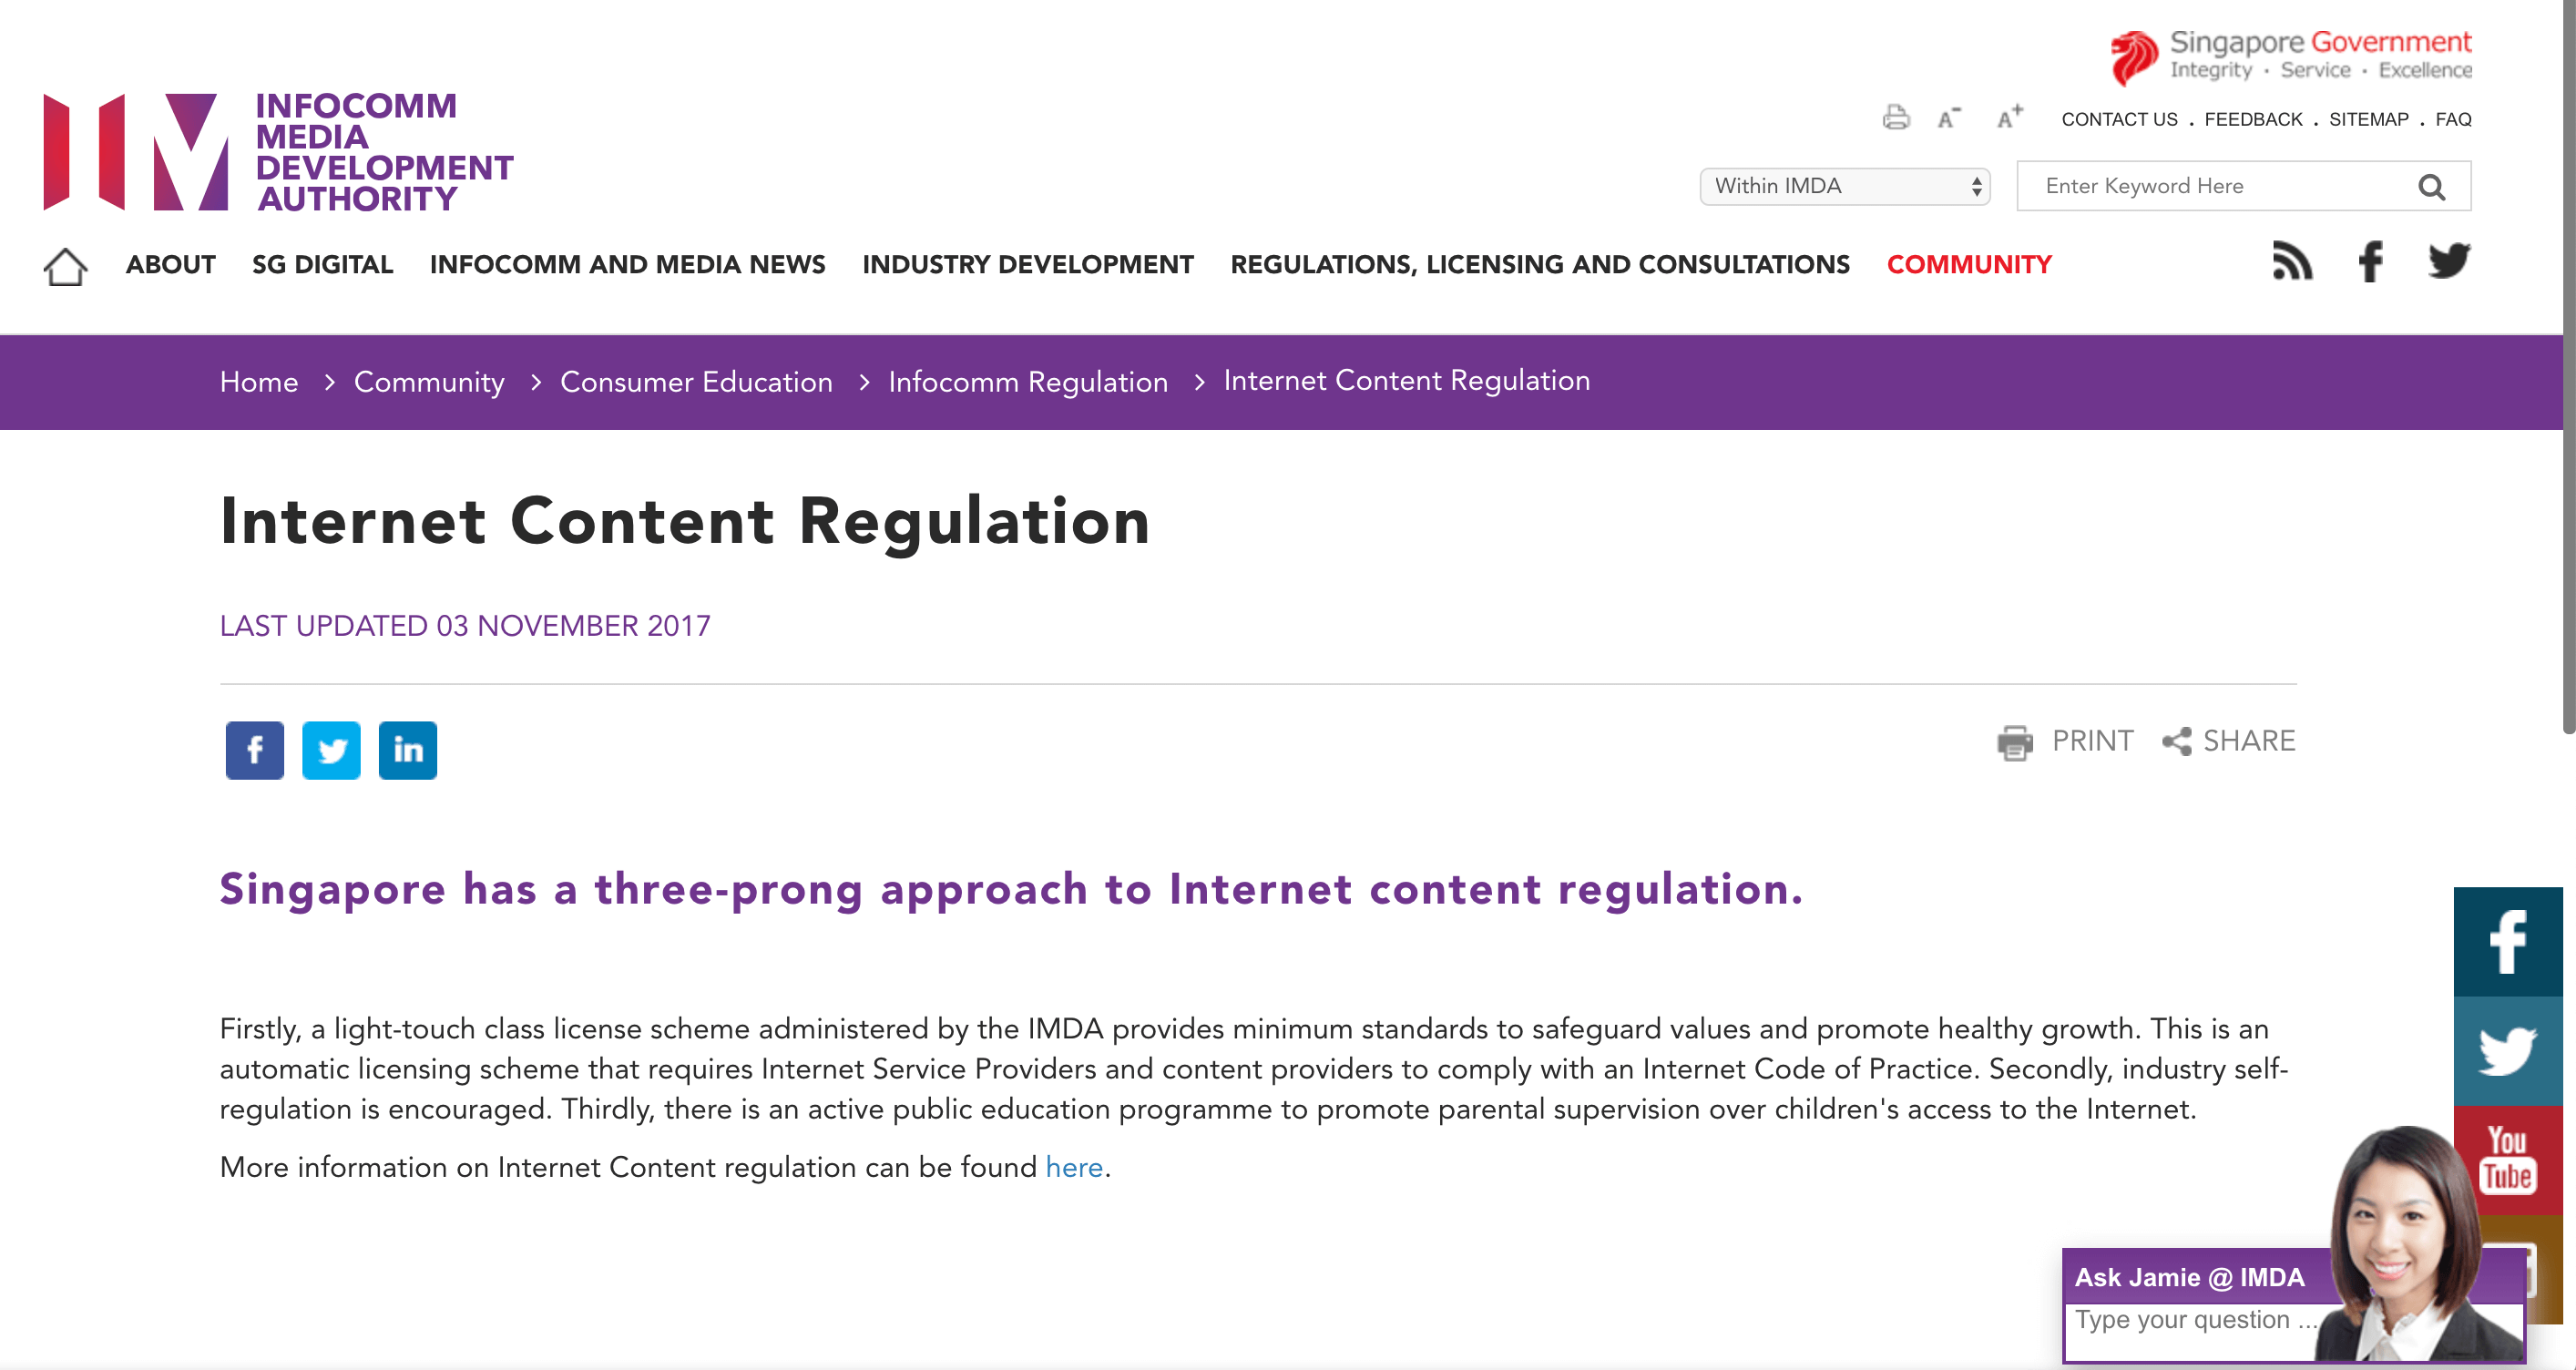 Singapore Government
Integrity · Service · Excellence
INFOCOMM
MEDIA
DEVELOPMENT
AUTHORITY
A- A+ CONTACT US . FEEDBACK . SITEMAP . FAQ
Within IMDA
Enter Keyword Here
ABOUT SG DIGITAL INFOCOMM AND MEDIA NEWS INDUSTRY DEVELOPMENT REGULATIONS, LICENSING AND CONSULTATIONS COMMUNITY
Home > Community > Consumer Education > Infocomm Regulation > Internet Content Regulation
Internet Content Regulation
LAST UPDATED 03 NOVEMBER 2017
f in
PRINT SHARE
Singapore has a three-prong approach to Internet content regulation.
Firstly, a light-touch class license scheme administered by the IMDA provides minimum standards to safeguard values and promote healthy growth. This is an
automatic licensing scheme that requires Internet Service Providers and content providers to comply with an Internet Code of Practice. Secondly, industry self-
regulation is encouraged. Thirdly, there is an active public education programme to promote parental supervision over children's access to the Internet.
More information on Internet Content regulation can be found here.
You
Tube
Ask Jamie @ IMDA
Type your question ...